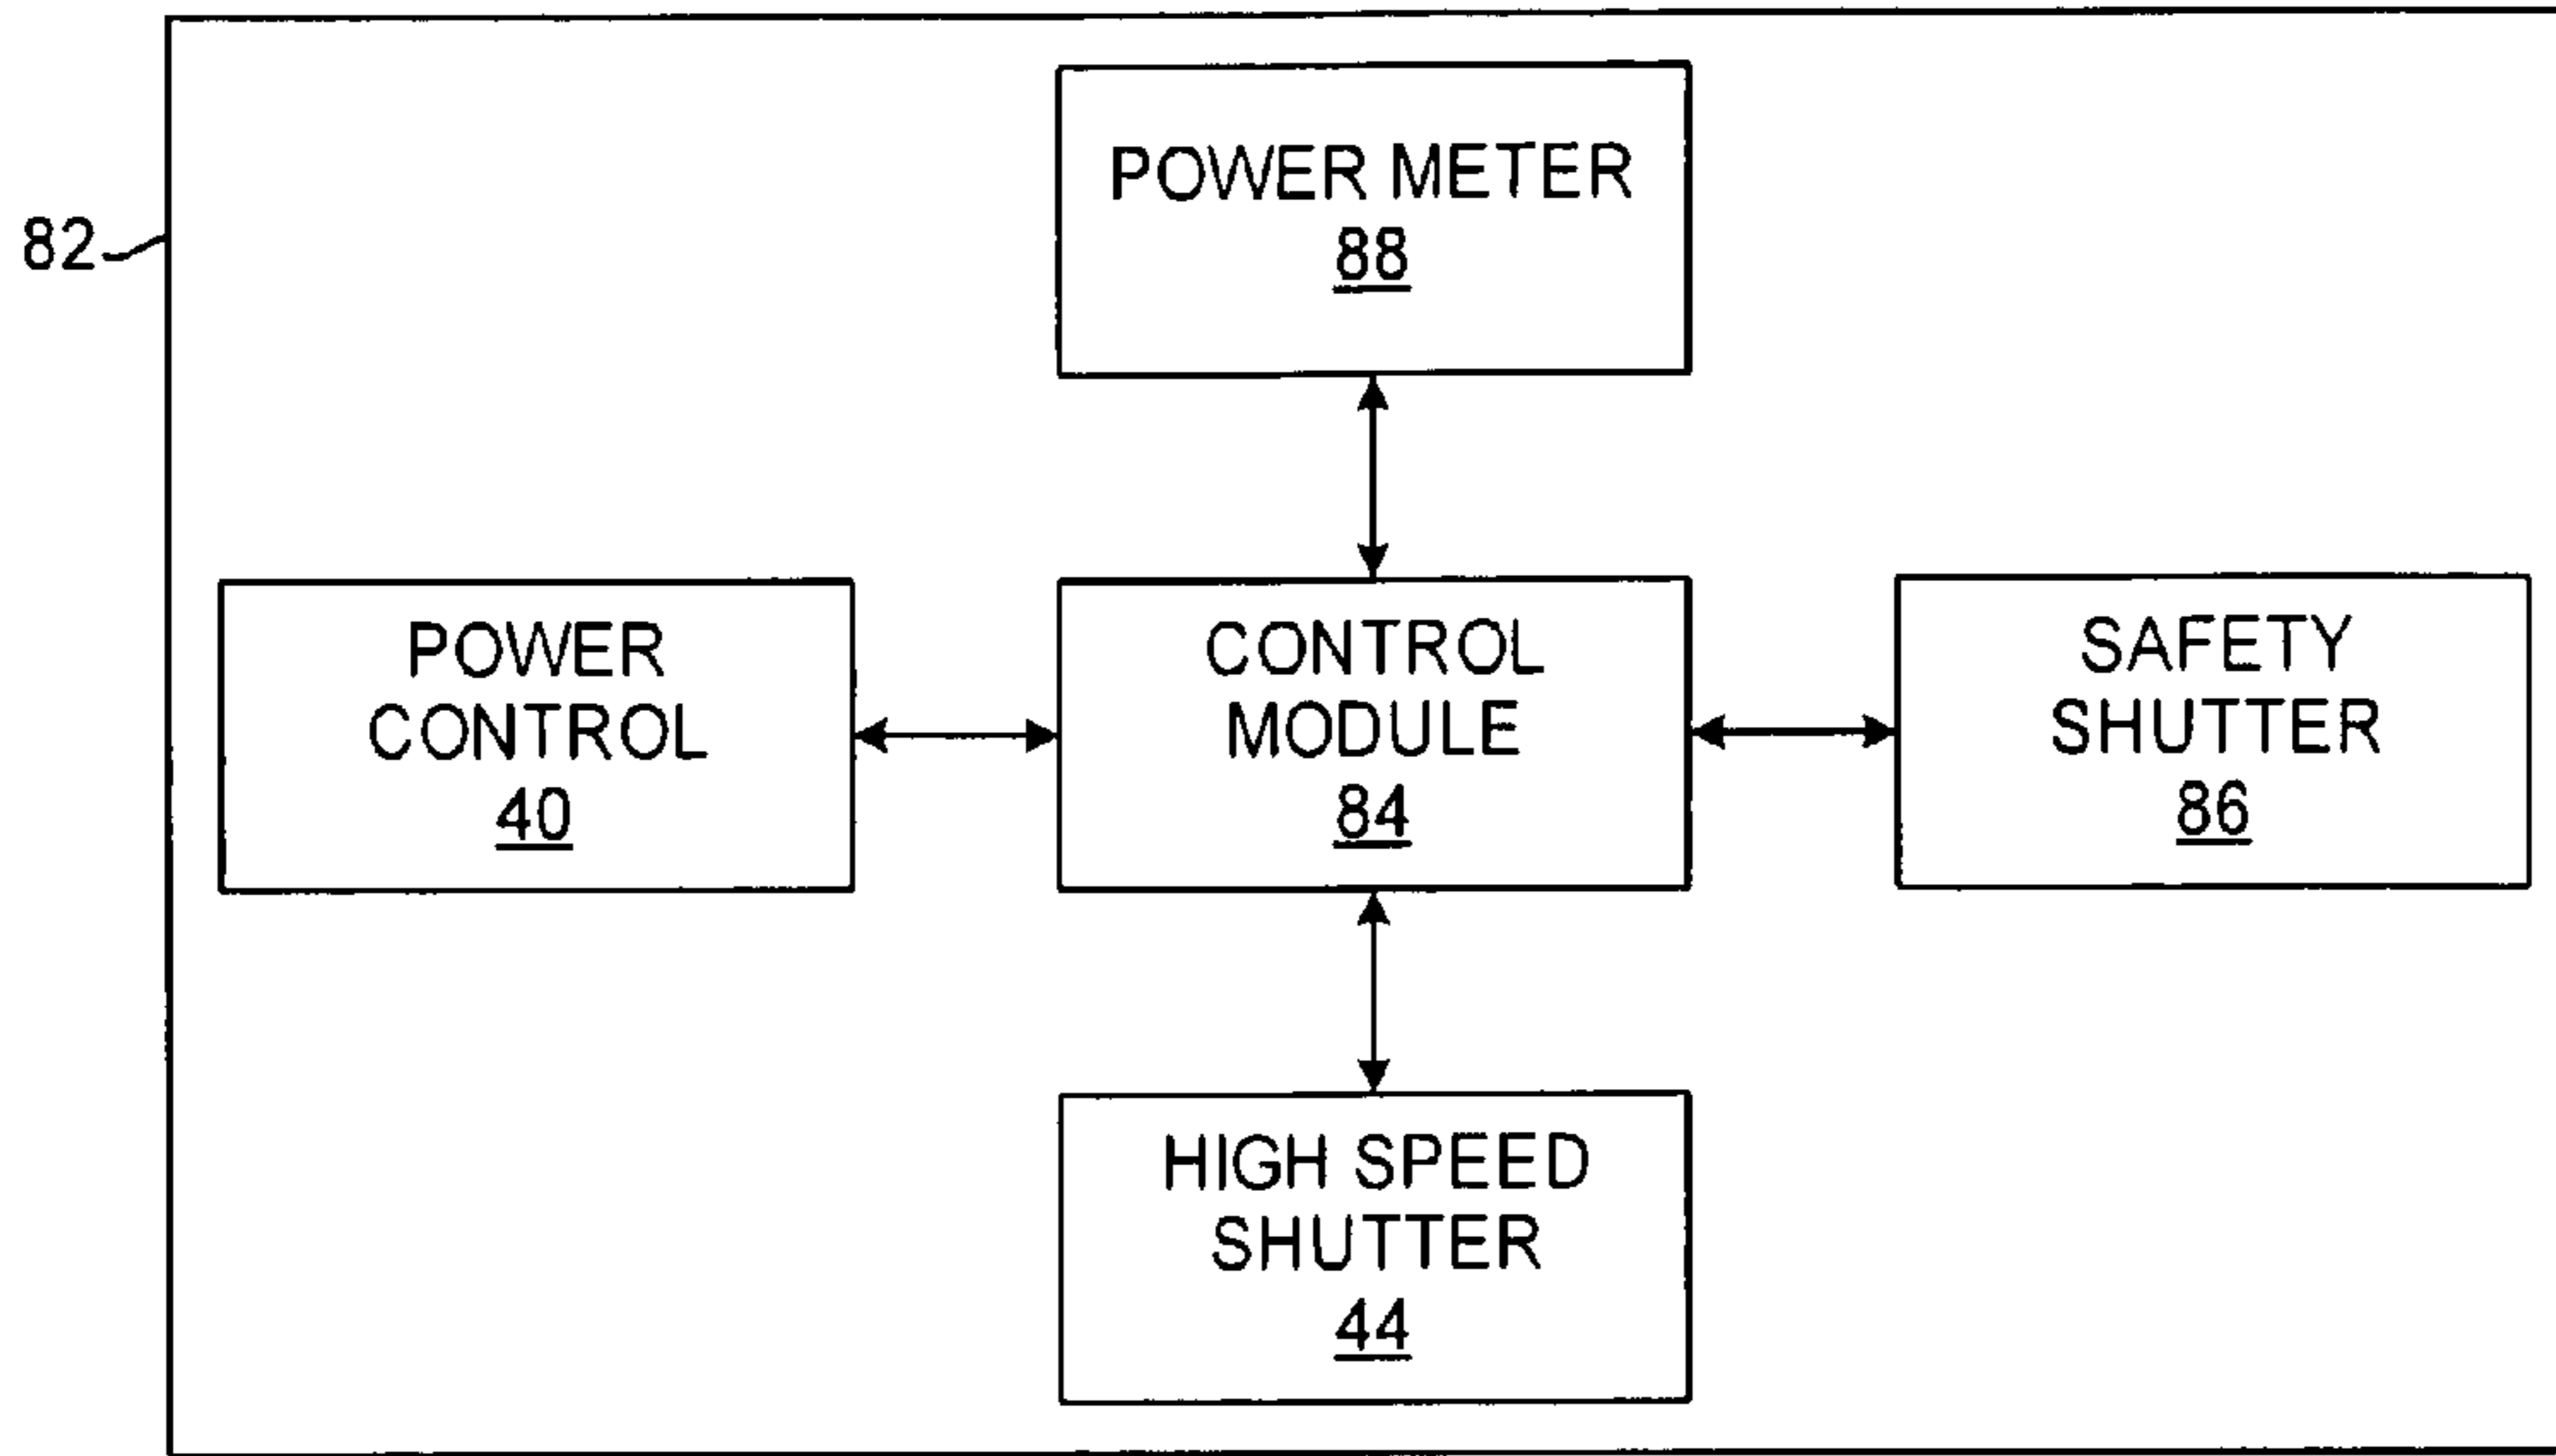 POWER METER
88
82
POWER
CONTROL
40
CONTROL
MODULE
84
SAFETY
SHUTTER
86
HIGH SPEED
SHUTTER
44